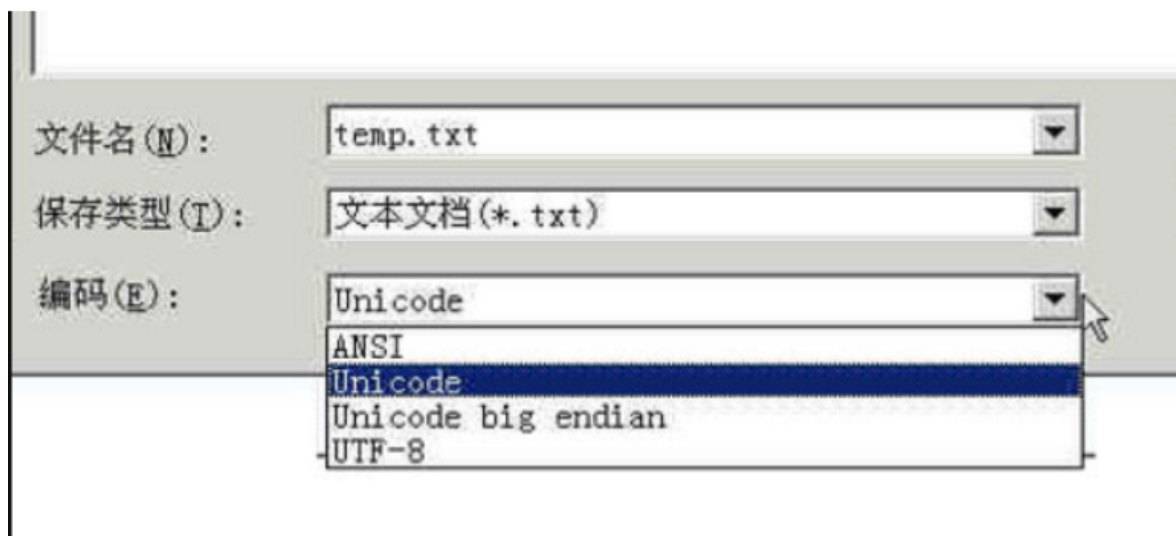 文件名(N):
temp.txt
保存类型(T):
文本文档(*.txt)
编码(E):
Unicode
ANSI
Unicode
Unicode big endian
UTF-8